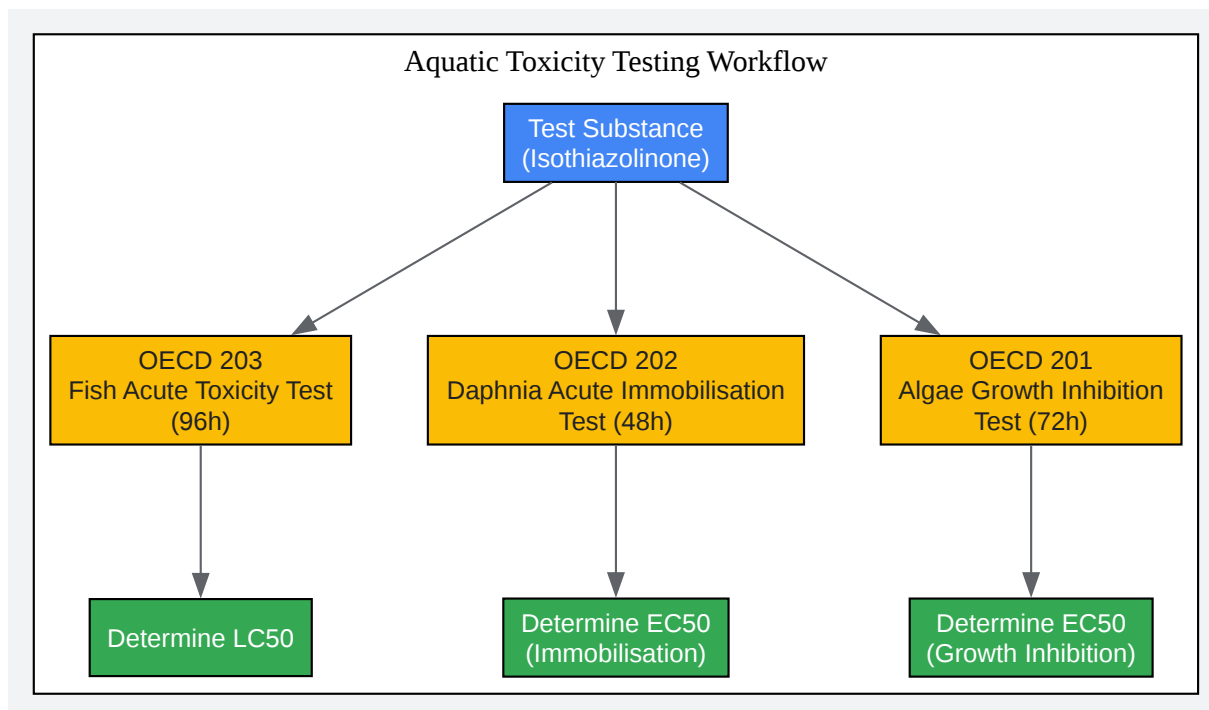 Aquatic Toxicity Testing Workflow
Test Substance
(Isothiazolinone)
OECD 203
Fish Acute Toxicity Test
(96h)
OECD 202
Daphnia Acute Immobilisation
Test (48h)
OECD 201
Algae Growth Inhibition
Test (72h)
Determine LC50
Determine EC50
(Immobilisation)
Determine EC50
(Growth Inhibition)